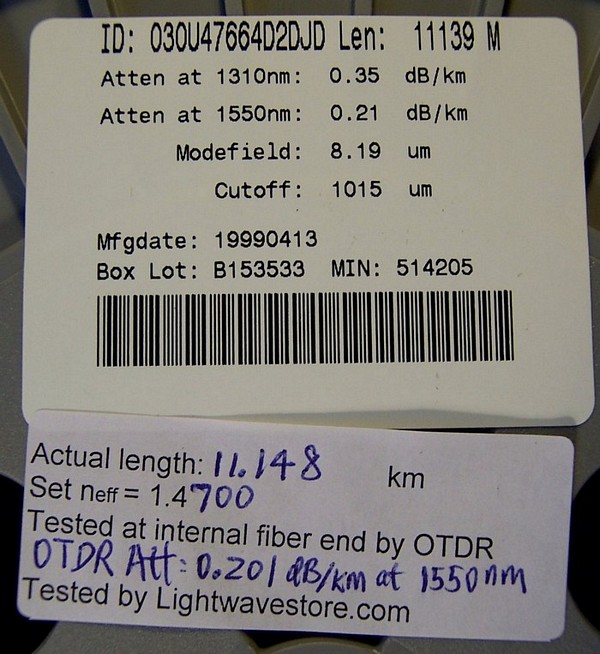 ID: 030U47664D2DJD Len: 11139 M
Atten at 1310nm: 0.35 dB/km
Atten at 1550nm: 0.21 dB/km
Modefield: 8.19 um
Cutoff: 1015 um
Mfgdate: 19990413
Box Lot: B153533 MIN: 514205
Actual length: 11.148 km
Set neff = 1.4700
Tested at internal fiber end by OTDR
OTDR Att: 0.201 dB/km at 1550nm
Tested by Lightwavestore.com